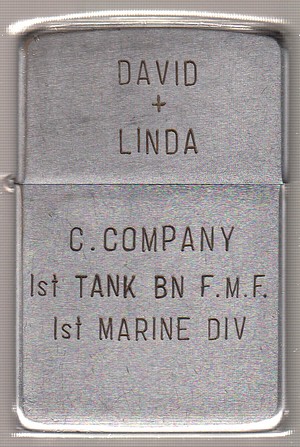 DAVID
+
LINDA
C. COMPANY
1st TANK BN F.M.F.
1st MARINE DIV